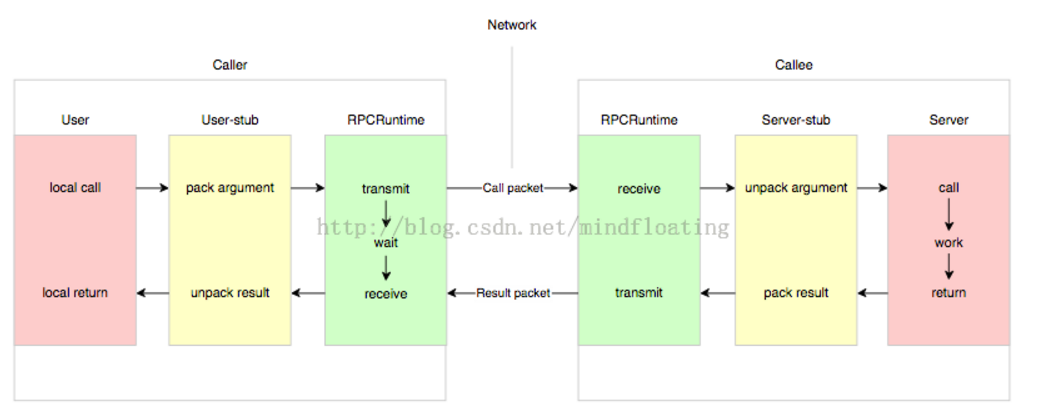 Network
Caller
Callee
User
User-stub
RPCRuntime
RPCRuntime
Server-stub
Server
local call
pack argument
transmit
Call packet
receive
unpack argument
call
http://blog.csdn.net/mindfloating
wait
work
local return
unpack result
receive
Result packet
transmit
pack result
return